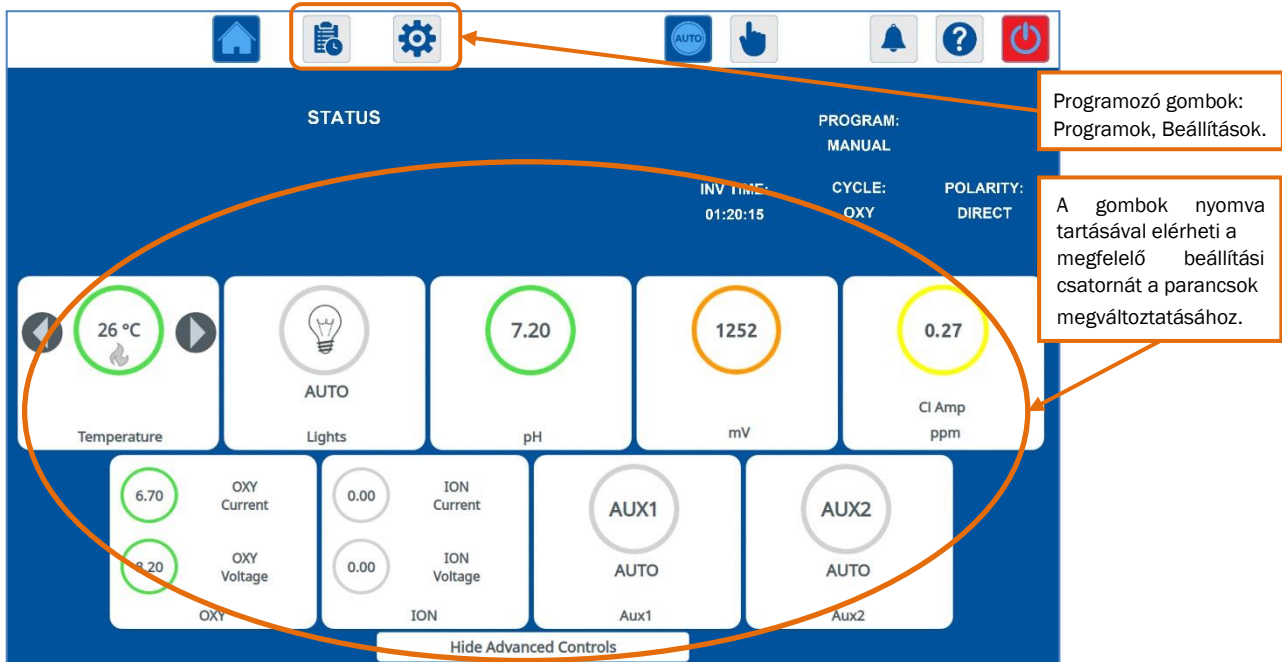 AUTO
?
Programozó gombok:
Programok, Beállítások.
STATUS
PROGRAM:
MANUAL
INV TIME:
CYCLE:
POLARITY:
01:20:15
OXY
DIRECT
A gombok nyomva
tartásával elérheti a
megfelelő beállítási
csatornát a parancsok
megváltoztatásához.
26 °C
Temperature
AUTO
Lights
7.20
pH
1252
mV
0.27
Cl Amp
ppm
6.70
OXY
Current
8.20
OXY
Voltage
OXY
0.00
ION
Current
0.00
ION
Voltage
ION
AUX1
AUTO
Aux1
AUX2
AUTO
Aux2
Hide Advanced Controls